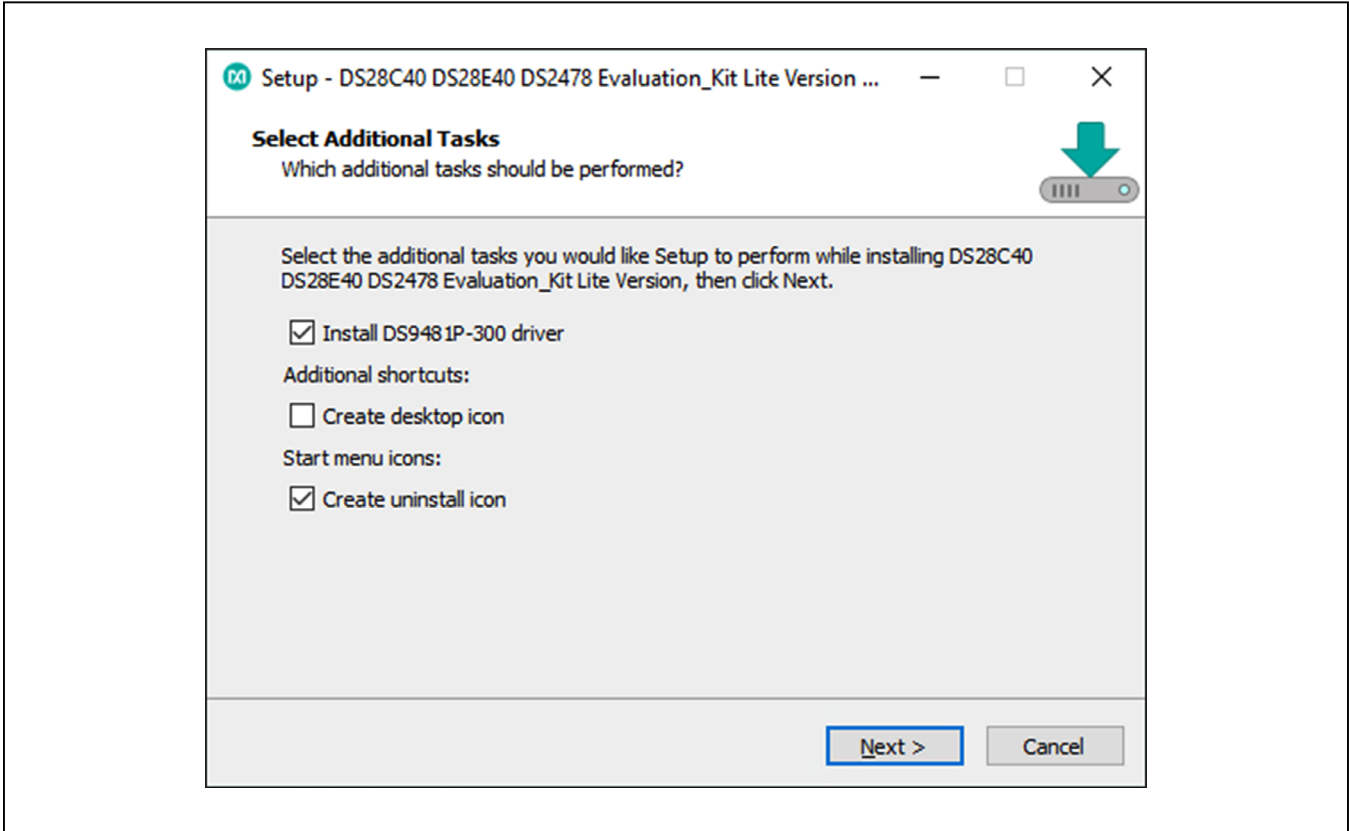 Setup - DS28C40 DS28E40 DS2478 Evaluation_Kit Lite Version ...
Select Additional Tasks
Which additional tasks should be performed?
Select the additional tasks you would like Setup to perform while installing DS28C40
DS28E40 DS2478 Evaluation_Kit Lite Version, then click Next.
Install DS9481P-300 driver
Additional shortcuts:
Create desktop icon
Start menu icons:
Create uninstall icon
Next >
Cancel